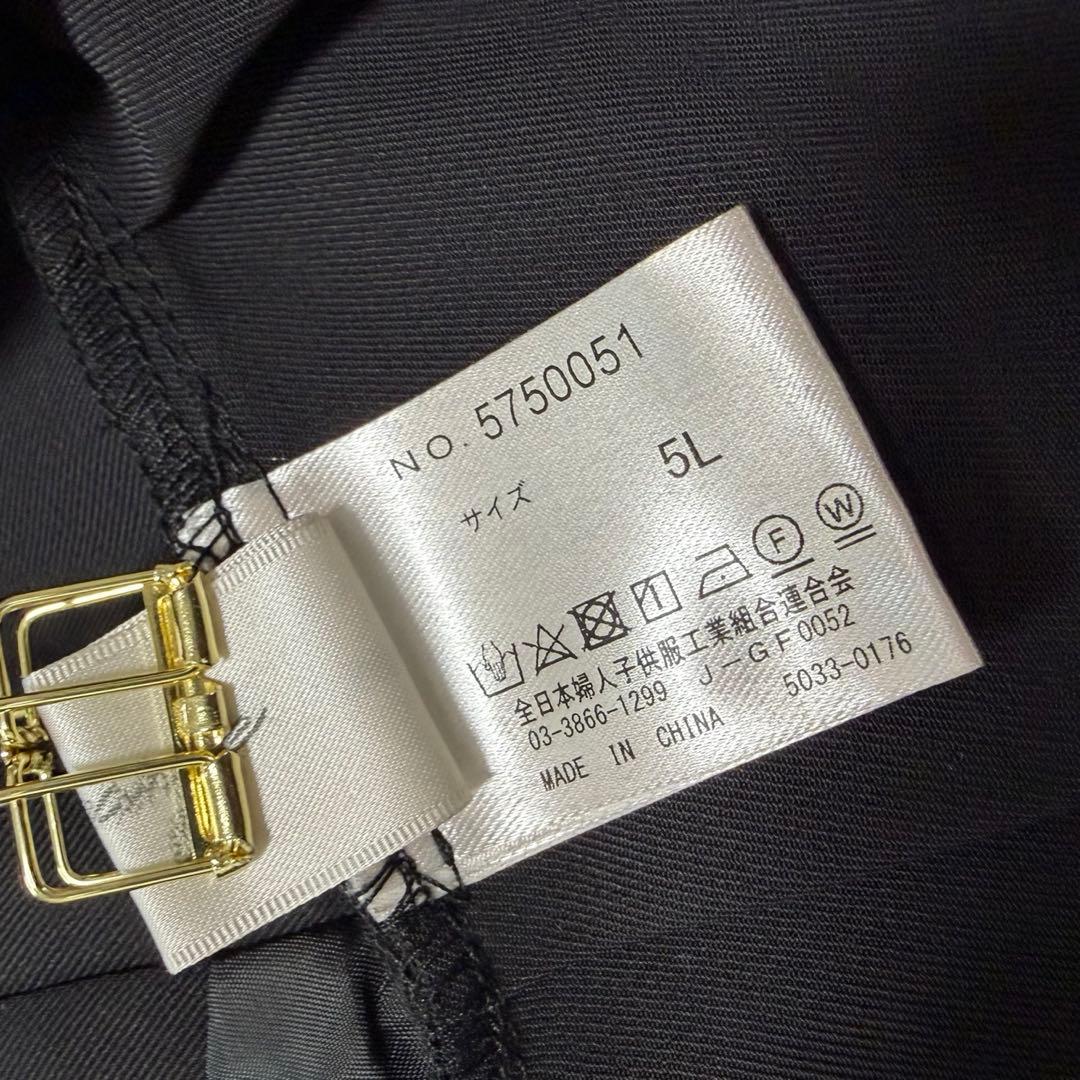 NO. 5750051
サイズ 5L
F W
全日本婦人子供服工業組合連合会
03-3866-1299 J-GF0052
5033-0176
MADE IN CHINA